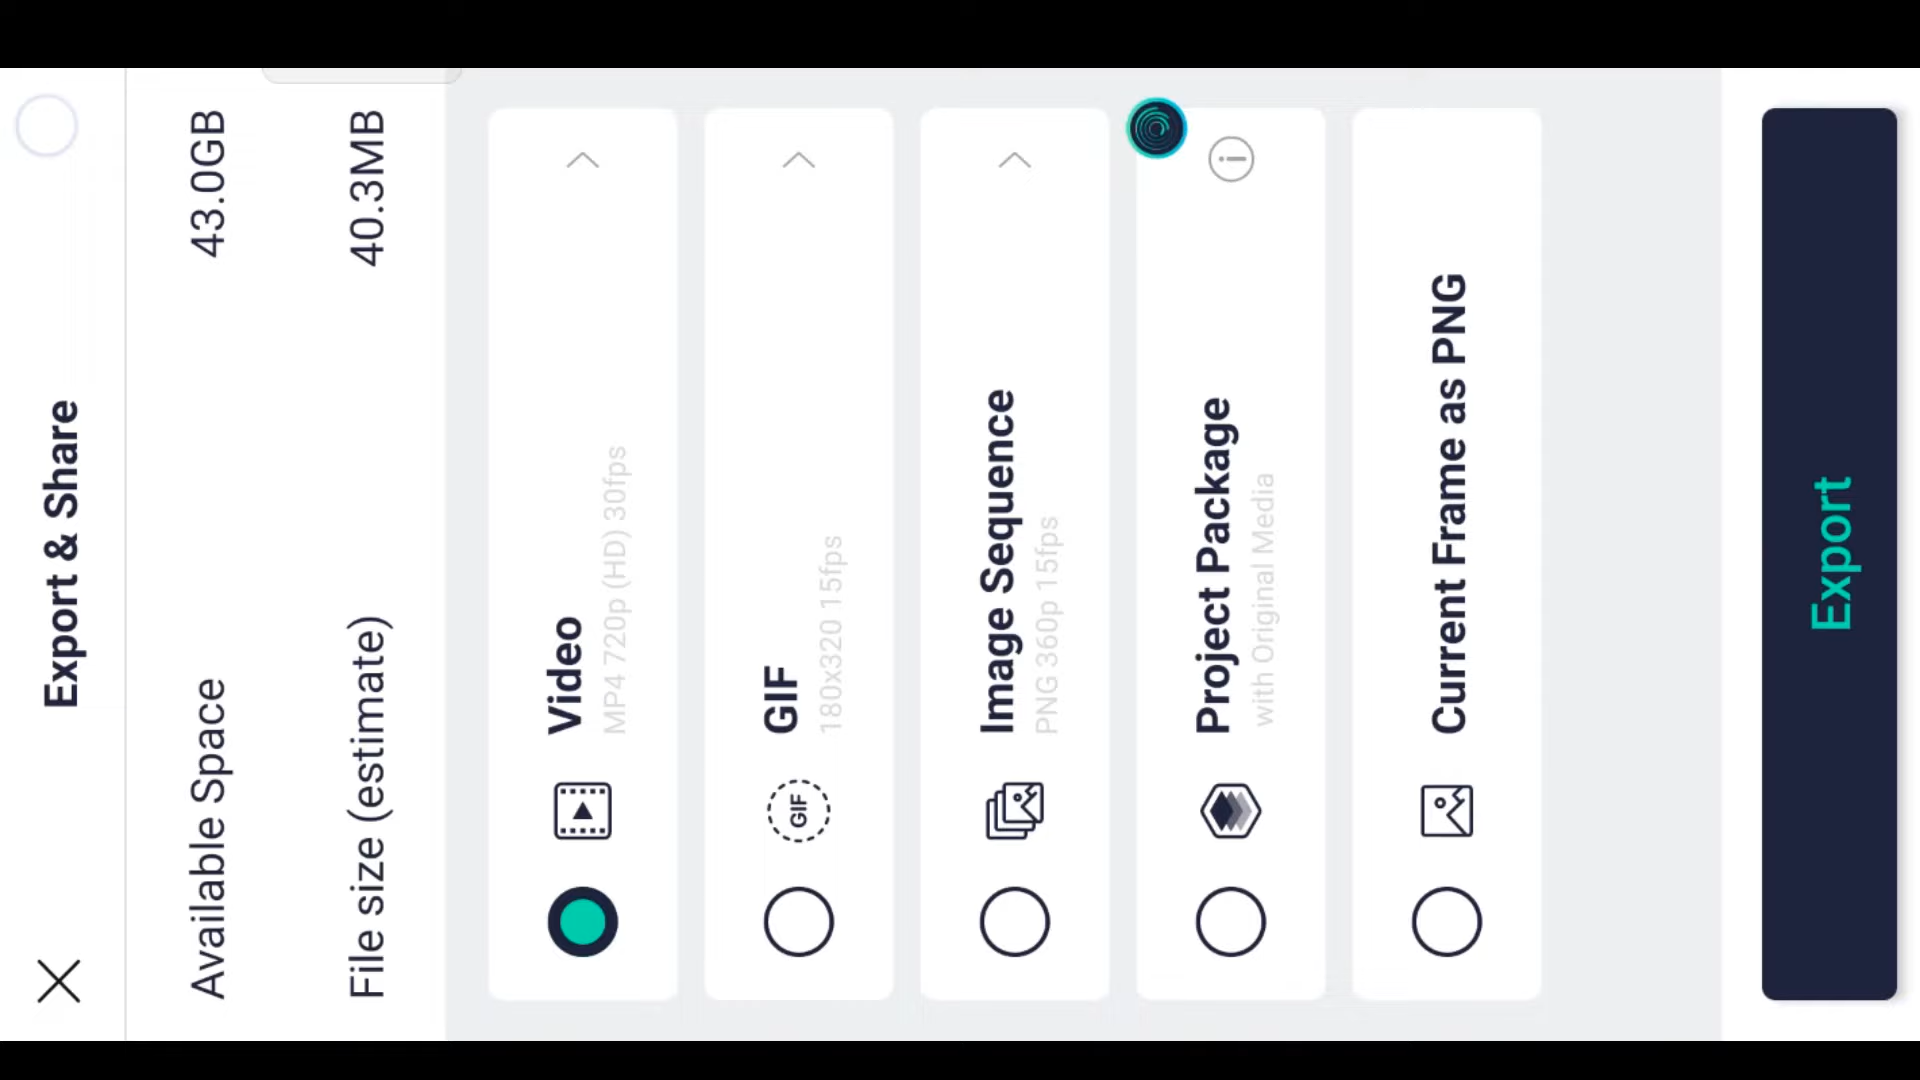 Export & Share
Available Space 43.0GB
File size (estimate) 40.3MB
Video
MP4 720p (HD) 30fps
GIF
GIF
180x320 15fps
Image Sequence
PNG 360p 15fps
Project Package
with Original Media
Current Frame as PNG
Export